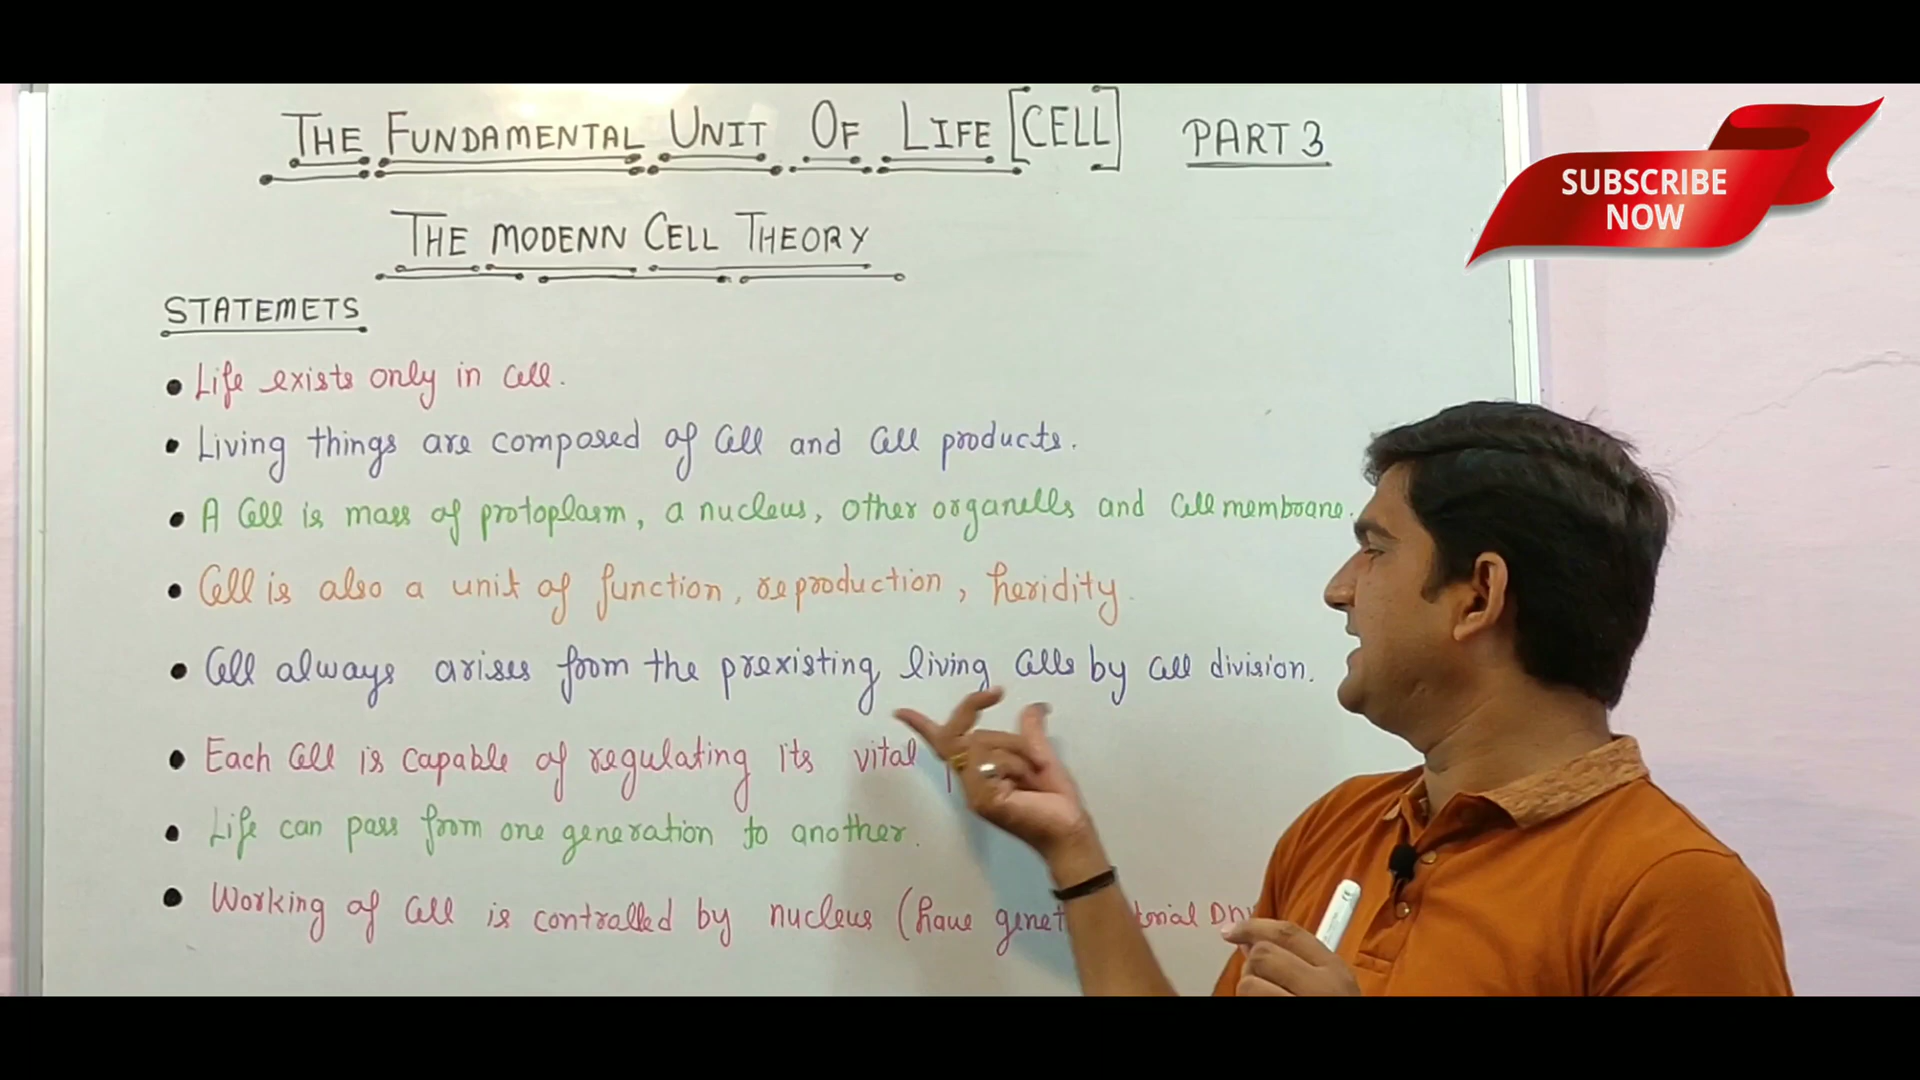 THE FUNDAMENTAL UNIT OF LIFE [CELL] PART 3
SUBSCRIBE
NOW
THE MODENN CELL THEORY
STATEMETS
• Life exists only in Cell.
• Living things are composed of Cell and Cell products.
• A Cell is mass of protoplasm, a nucleus, other organells and Cell membrane.
• Cell is also a unit of function, reproduction, heridity.
• Cell always arises from the prexisting living Cells by Cell division.
• Each Cell is capable of regulating its vital
• Life can pass from one generation to another.
• Working of Cell is controlled by nucleus (have